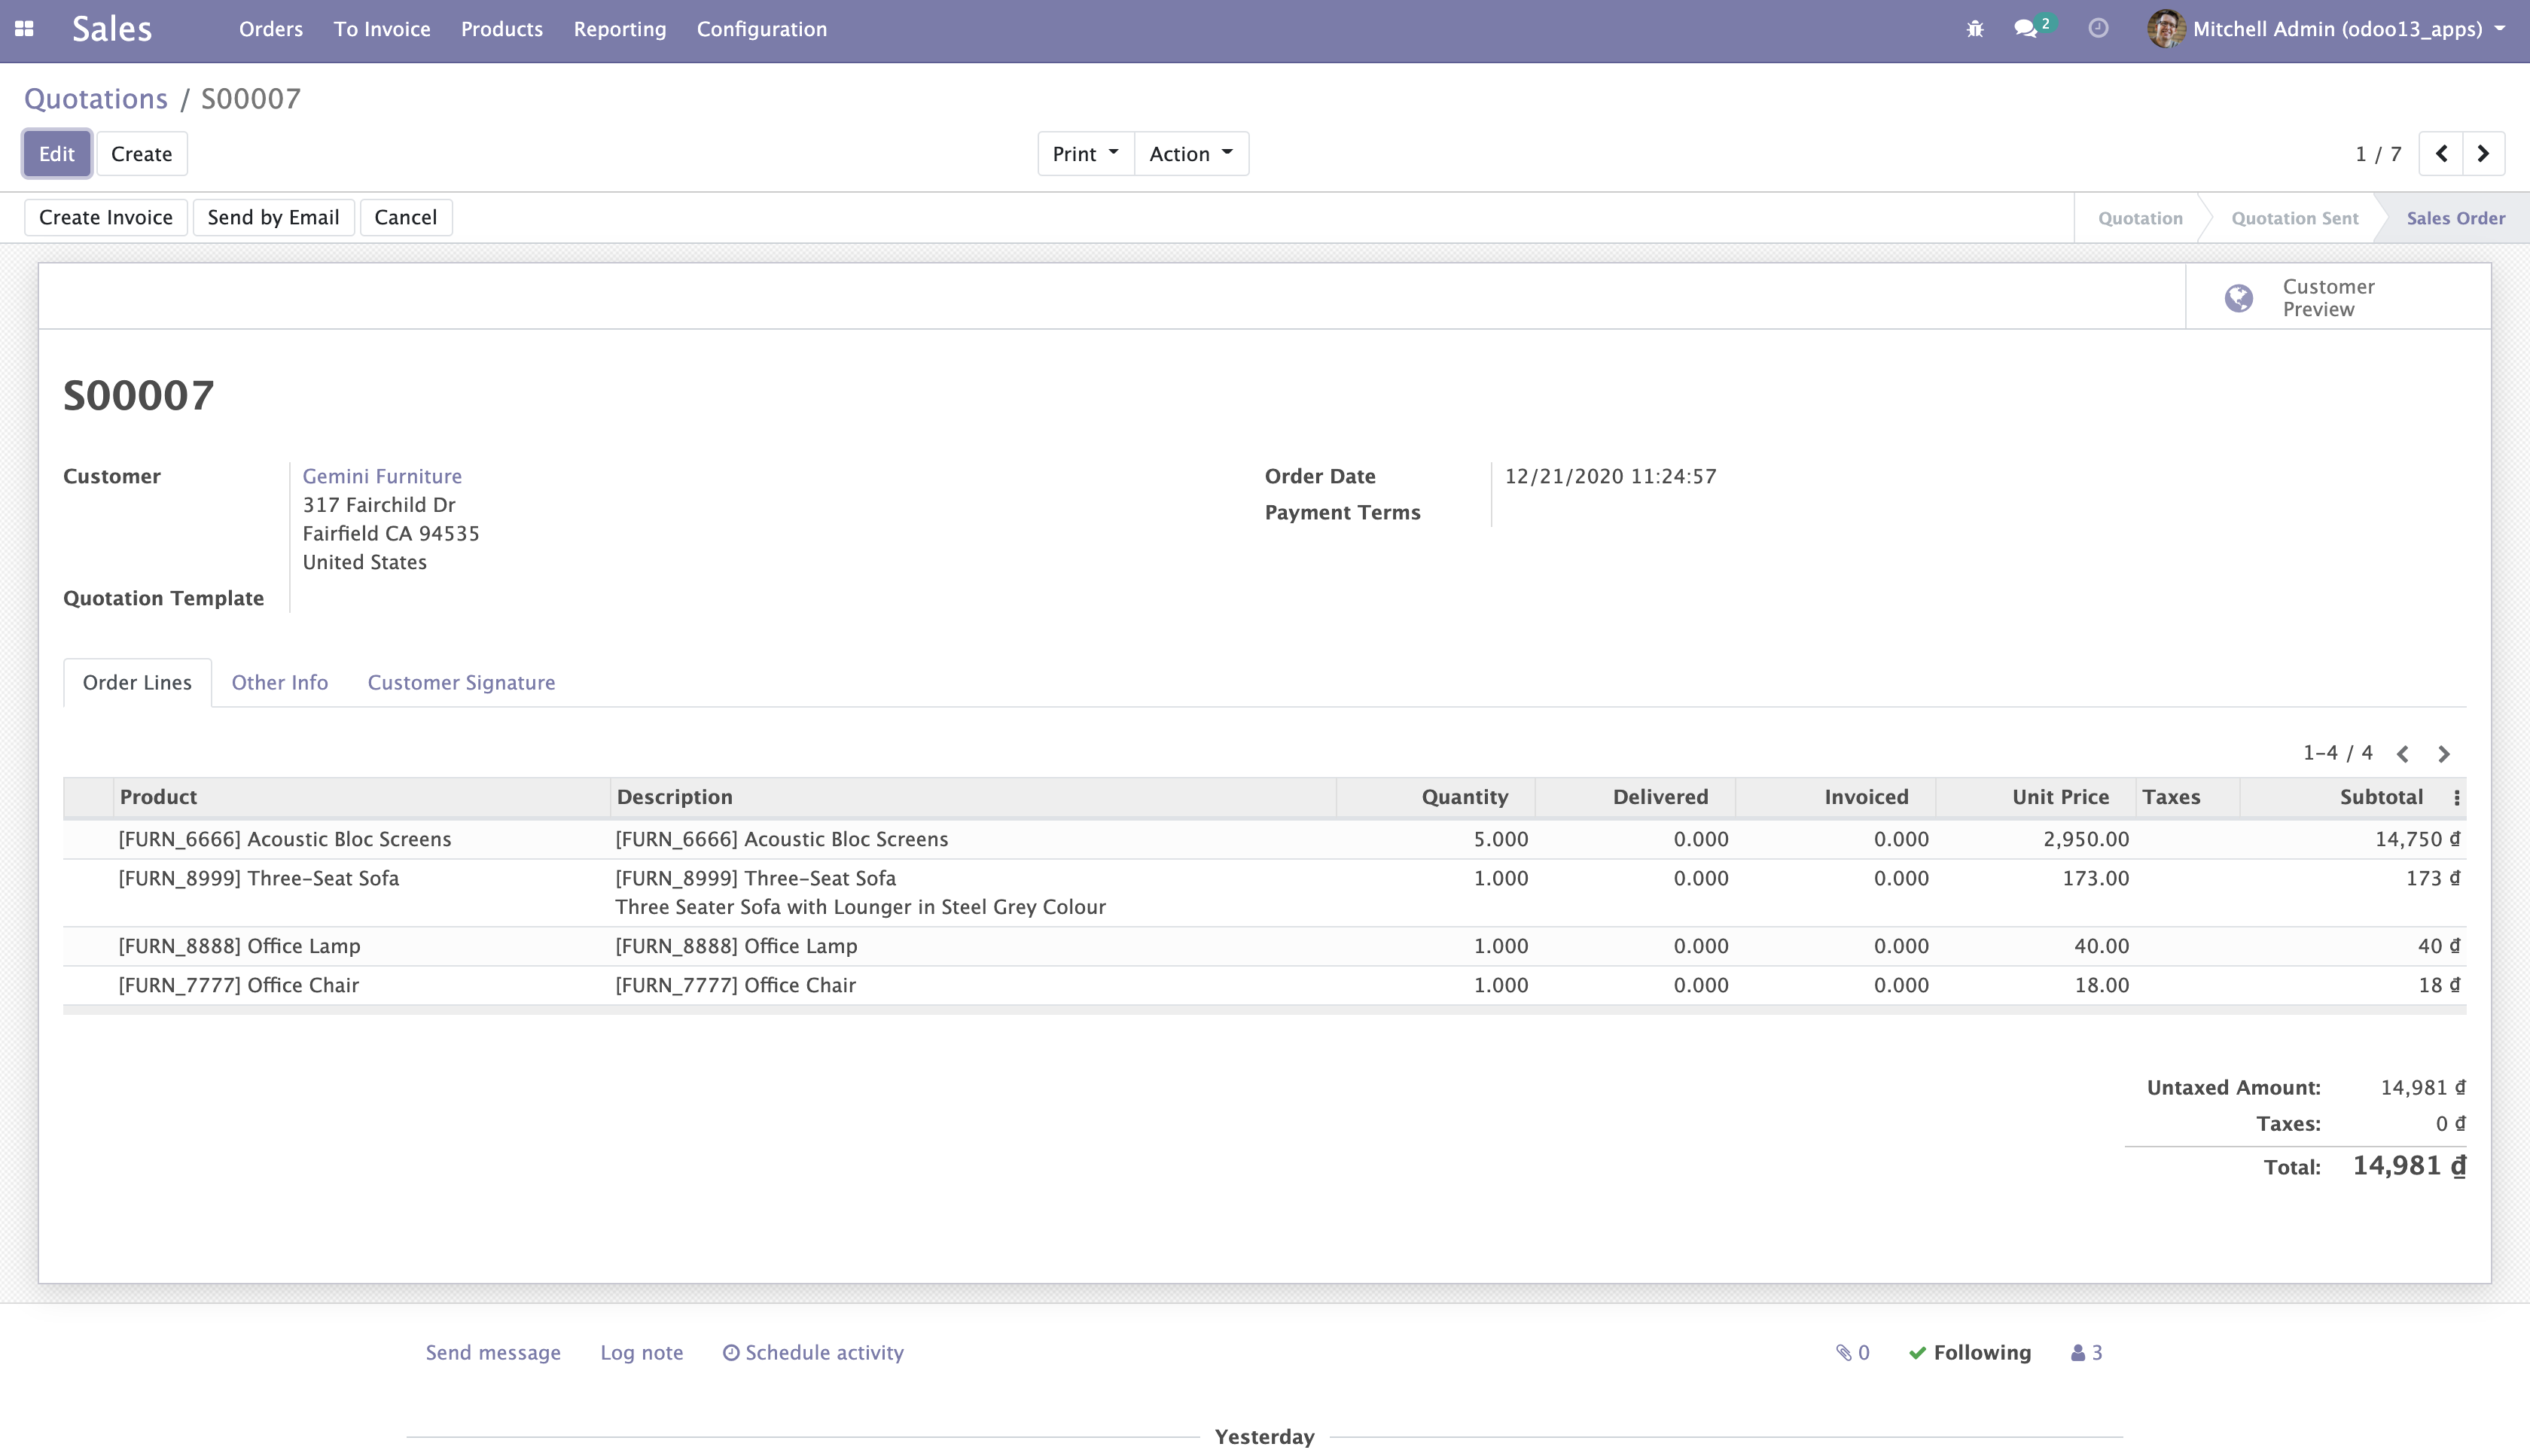 Sales Orders To Invoice Products Reporting Configuration 2 Mitchell Admin (odoo13_apps)
Quotations / S00007
Edit Create Print Action 1 / 7
Create Invoice Send by Email Cancel Quotation Quotation Sent Sales Order
Customer
Preview
S00007
Customer Gemini Furniture Order Date 12/21/2020 11:24:57
317 Fairchild Dr Payment Terms
Fairfield CA 94535
United States
Quotation Template
Order Lines Other Info Customer Signature
1-4 / 4
Product Description Quantity Delivered Invoiced Unit Price Taxes Subtotal
[FURN_6666] Acoustic Bloc Screens [FURN_6666] Acoustic Bloc Screens 5.000 0.000 0.000 2,950.00 14,750 ₫
[FURN_8999] Three-Seat Sofa [FURN_8999] Three-Seat Sofa 1.000 0.000 0.000 173.00 173 ₫
Three Seater Sofa with Lounger in Steel Grey Colour
[FURN_8888] Office Lamp [FURN_8888] Office Lamp 1.000 0.000 0.000 40.00 40 ₫
[FURN_7777] Office Chair [FURN_7777] Office Chair 1.000 0.000 0.000 18.00 18 ₫
Untaxed Amount: 14,981 ₫
Taxes: 0 ₫
Total: 14,981 ₫
Send message Log note Schedule activity 0 Following 3
Yesterday